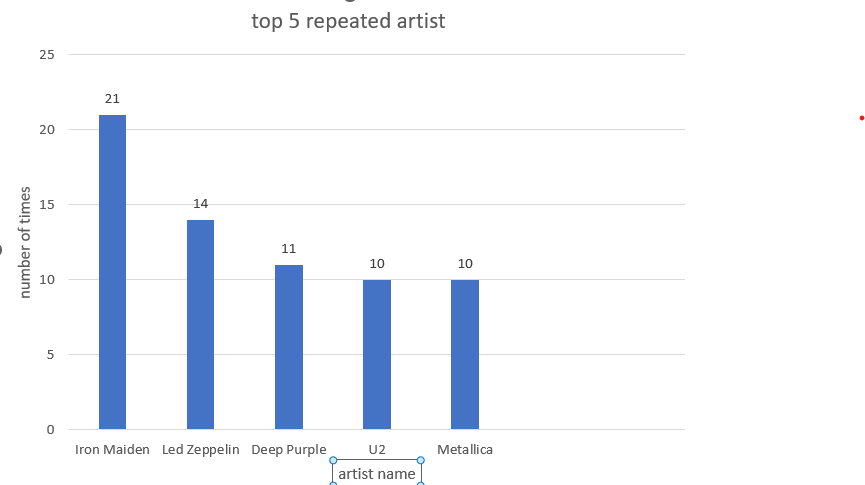 top 5 repeated artist
25
21
20
14
15
11
10
10
10
5
0
number of times
Iron Maiden Led Zeppelin Deep Purple U2 Metallica
artist name